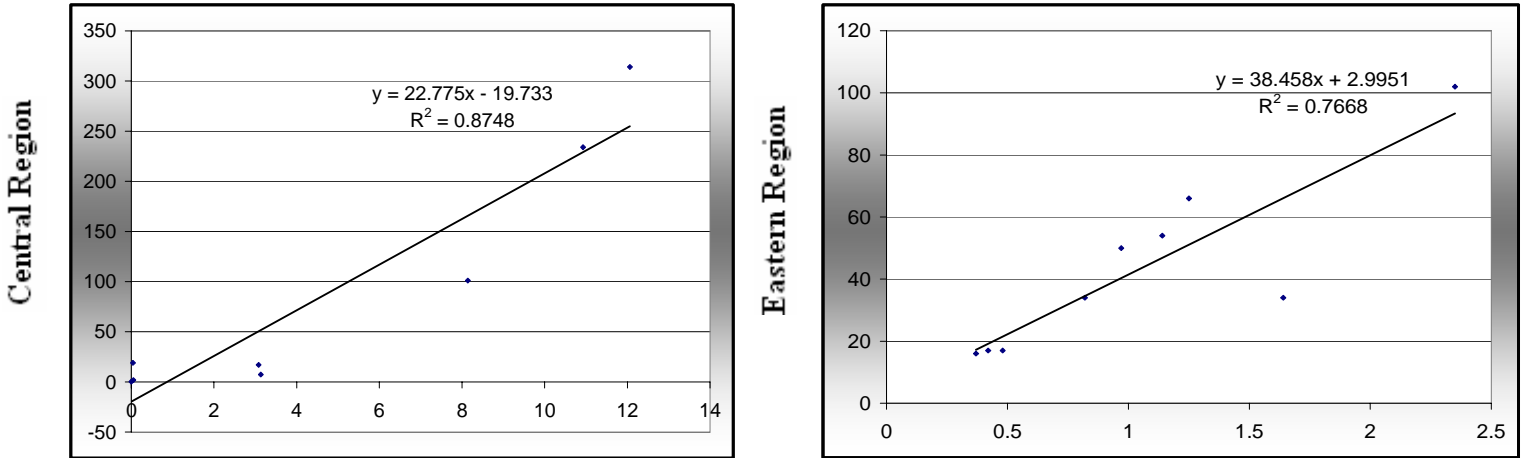 Central Region
350
300
250
200
150
100
50
0
-50
0 2 4 6 8 10 12 14
y = 22.775x - 19.733
R² = 0.8748
Eastern Region
120
100
80
60
40
20
0
0 0.5 1 1.5 2 2.5
y = 38.458x + 2.9951
R² = 0.7668